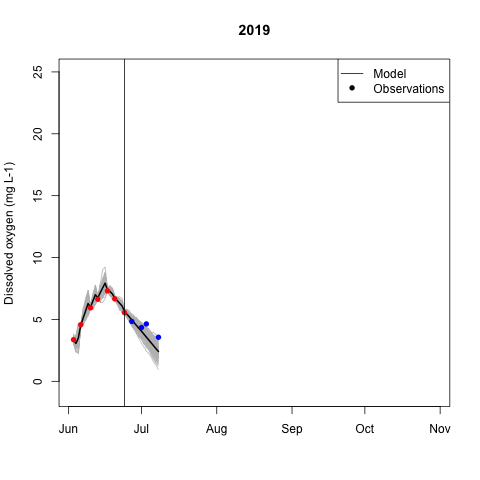 2019
Model
Observations
Dissolved oxygen (mg L-1)
25
20
15
10
5
0
Jun Jul Aug Sep Oct Nov